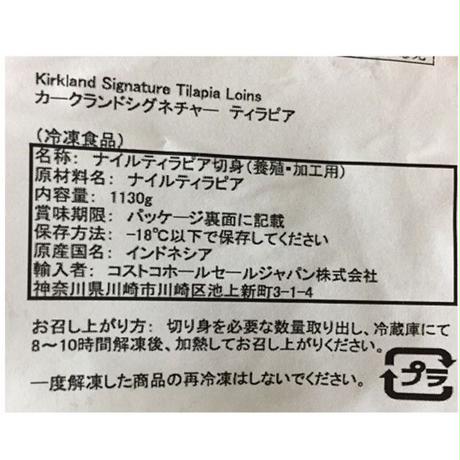 Kirkland Signature Tilapia Loins
カークランドシグネチャー ティラピア
(冷凍食品)
名称: ナイルティラピア切身(養殖・加工用)
原材料名: ナイルティラピア
内容量: 1130g
賞味期限: パッケージ裏面に記載
保存方法: -18℃以下で保存してください
原産国名: インドネシア
輸入者: コストコホールセールジャパン株式会社
神奈川県川崎市川崎区池上新町3-1-4
お召し上がり方: 切り身を必要な数量取り出し、冷蔵庫にて
8～10時間解凍後、加熱してお召し上がりください。
一度解凍した商品の再冷凍はしないでください。
プラ